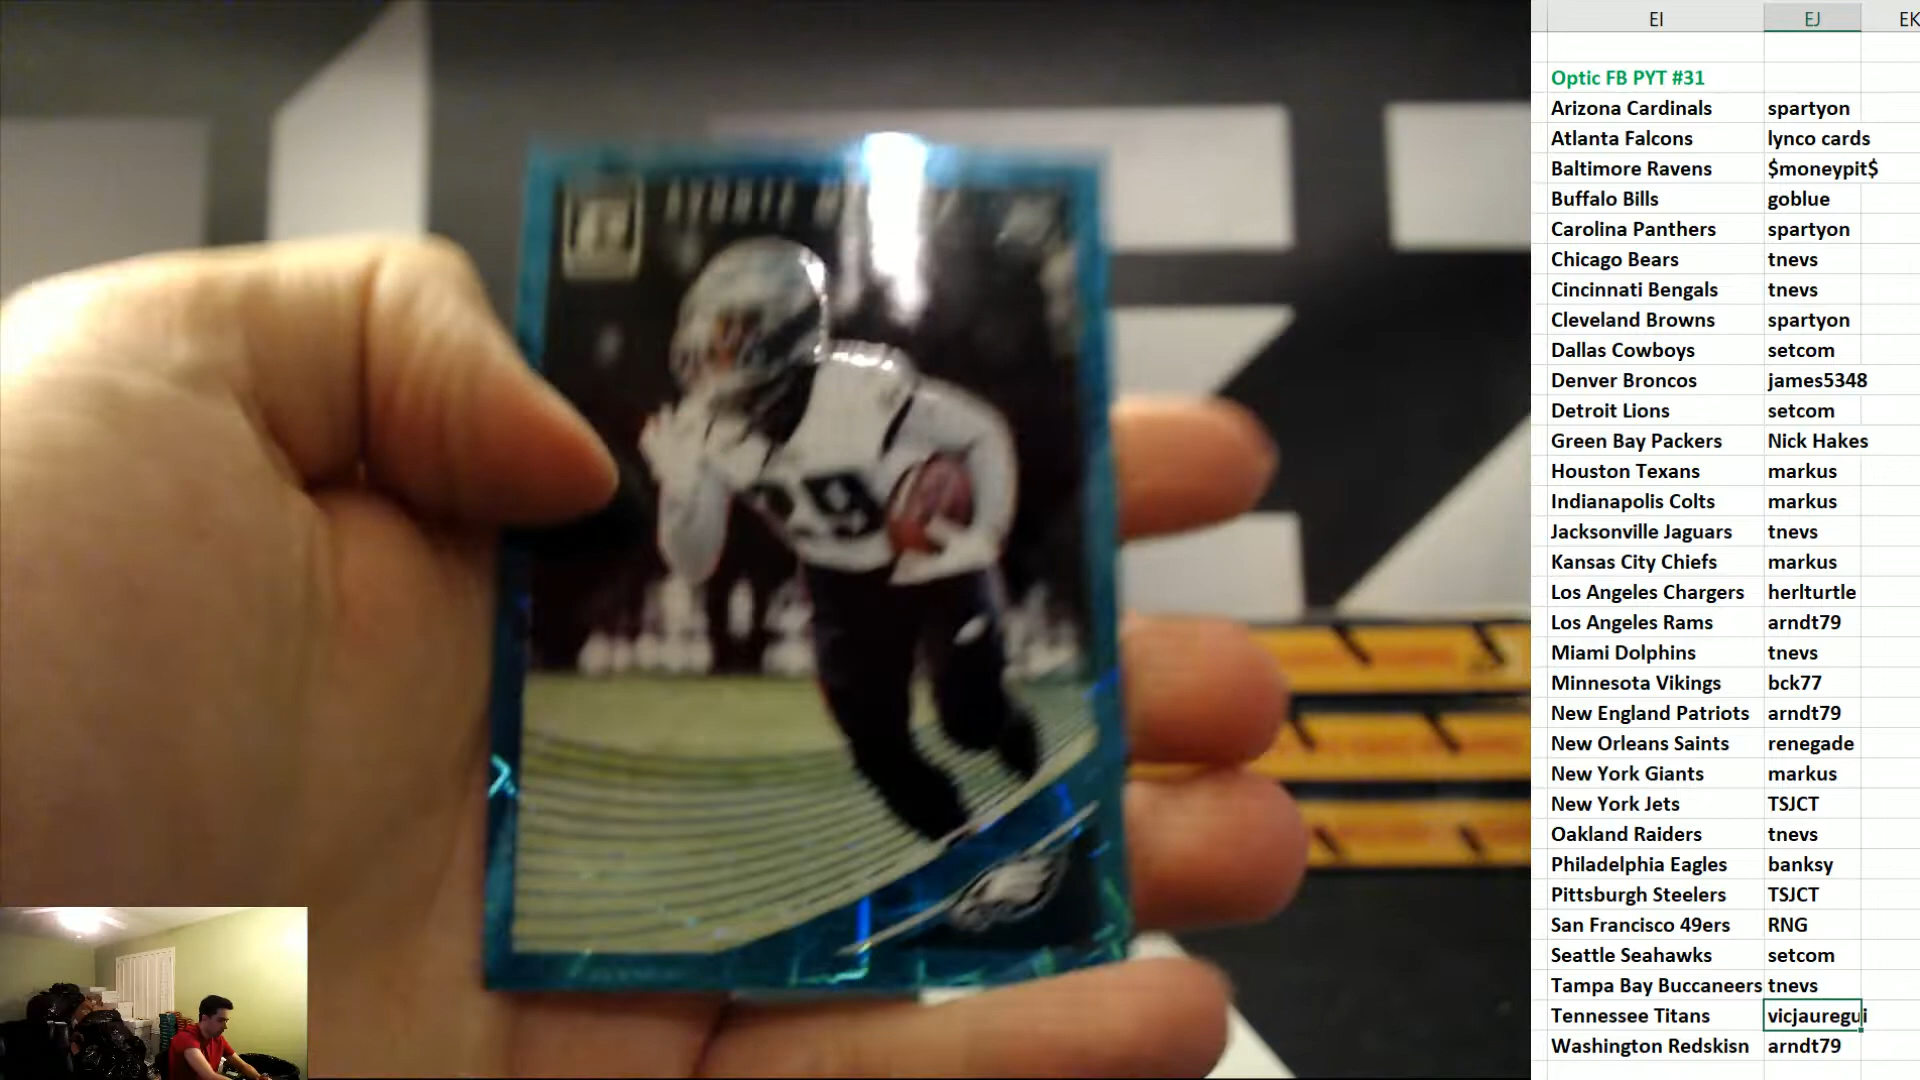 EI EJ EK
Optic FB PYT #31
Arizona Cardinals spartyon
Atlanta Falcons lynco cards
Baltimore Ravens $moneypit$
Buffalo Bills goblue
Carolina Panthers spartyon
Chicago Bears tnevs
Cincinnati Bengals tnevs
Cleveland Browns spartyon
Dallas Cowboys setcom
Denver Broncos james5348
Detroit Lions setcom
Green Bay Packers Nick Hakes
Houston Texans markus
Indianapolis Colts markus
Jacksonville Jaguars tnevs
Kansas City Chiefs markus
Los Angeles Chargers herlturtle
Los Angeles Rams arndt79
Miami Dolphins tnevs
Minnesota Vikings bck77
New England Patriots arndt79
New Orleans Saints renegade
New York Giants markus
New York Jets TSJCT
Oakland Raiders tnevs
Philadelphia Eagles banksy
Pittsburgh Steelers TSJCT
San Francisco 49ers RNG
Seattle Seahawks setcom
Tampa Bay Buccaneers tnevs
Tennessee Titans vicjauregui
Washington Redskisn arndt79